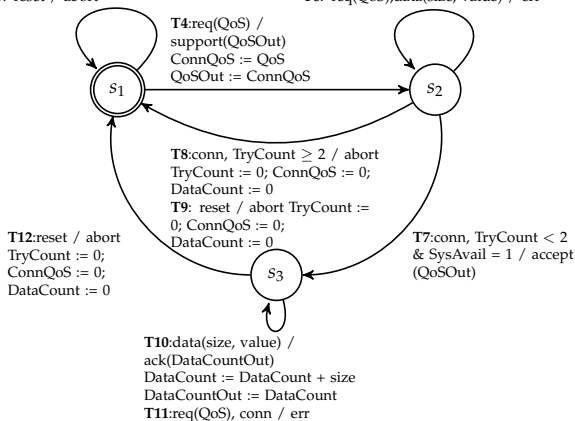 reset / abort
T4:req(QoS) /
support(QoSOut)
ConnQoS := QoS
QoSOut := ConnQoS
s1
s2
T8:conn, TryCount ≥ 2 / abort
TryCount := 0; ConnQoS := 0;
DataCount := 0
T9: reset / abort TryCount :=
0; ConnQoS := 0;
DataCount := 0
T12:reset / abort
TryCount := 0;
ConnQoS := 0;
DataCount := 0
T7:conn, TryCount < 2
& SysAvail = 1 / accept
(QoSOut)
s3
T10:data(size, value) /
ack(DataCountOut)
DataCount := DataCount + size
DataCountOut := DataCount
T11:req(QoS), conn / err